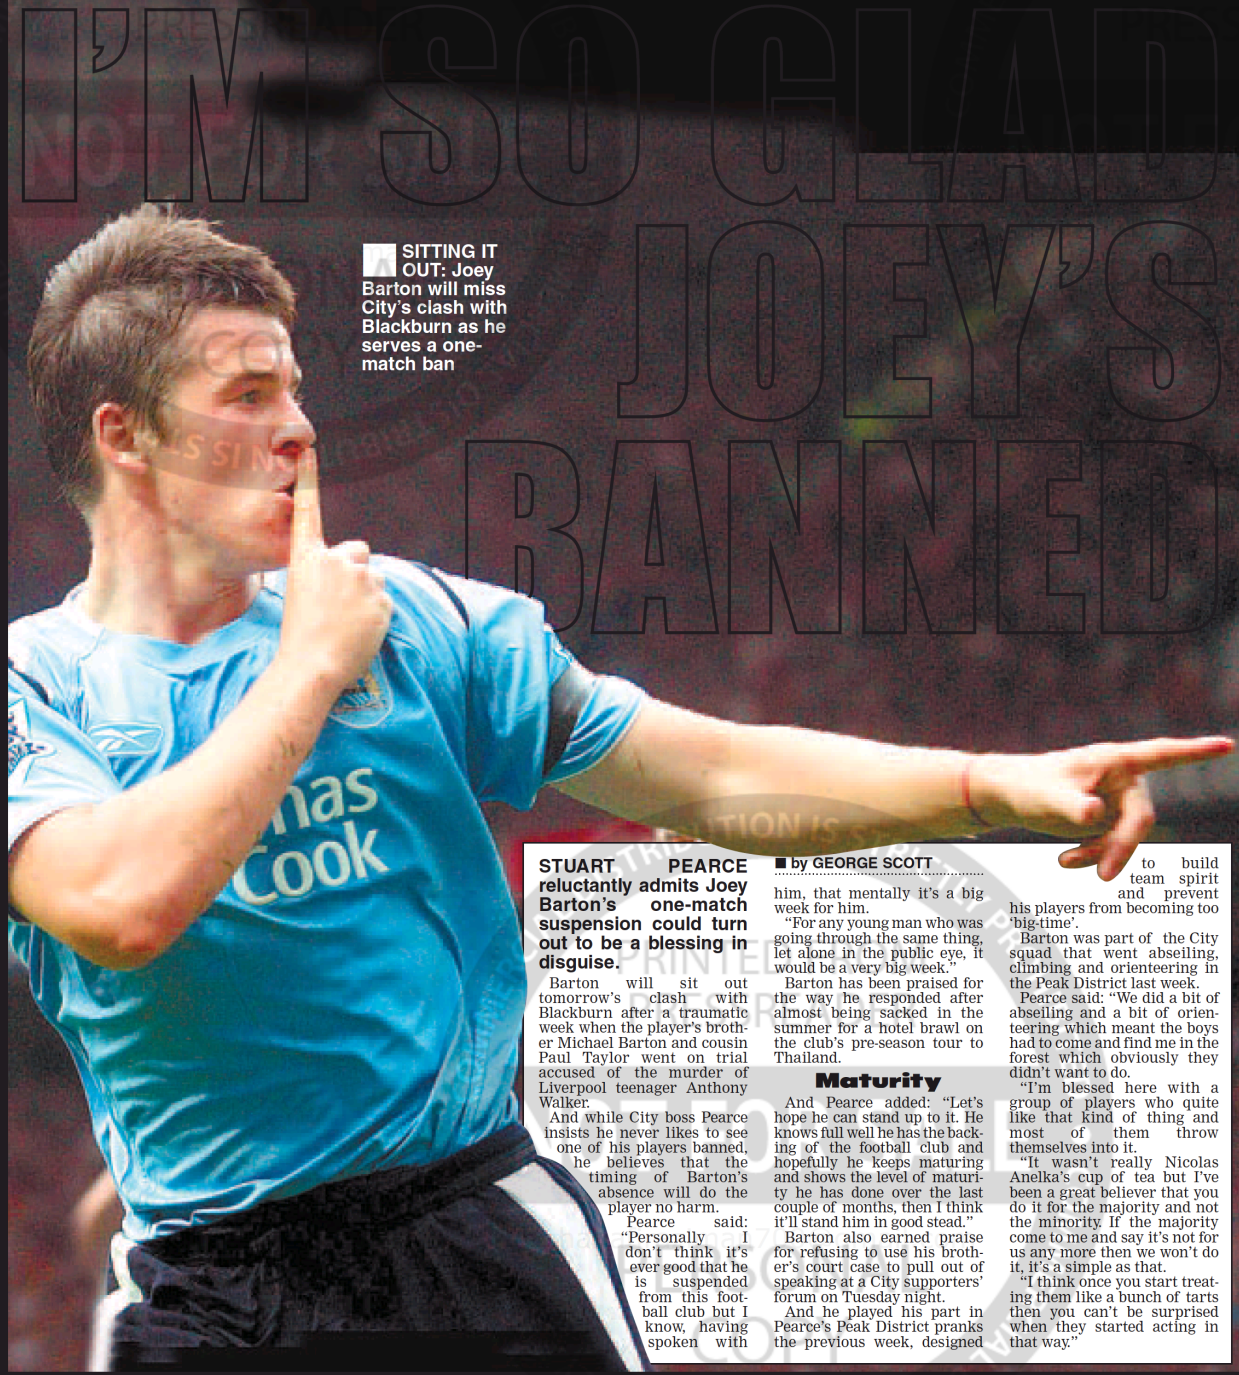 I'M SO GLAD
JOEY'S
BANNED
SITTING IT
OUT: Joey
Barton will miss
City's clash with
Blackburn as he
serves a one-
match ban
mas
Cook
STUART PEARCE
reluctantly admits Joey
Barton's one-match
suspension could turn
out to be a blessing in
disguise.
Barton will sit out
tomorrow's clash with
Blackburn after a traumatic
week when the player's broth-
er Michael Barton and cousin
Paul Taylor went on trial
accused of the murder of
Liverpool teenager Anthony
Walker.
And while City boss Pearce
insists he never likes to see
one of his players banned,
he believes that the
timing of Barton's
absence will do the
player no harm.
Pearce said:
“Personally I
don't think it's
ever good that he
is suspended
from this foot-
ball club but I
know, having
spoken with
■ by GEORGE SCOTT
him, that mentally it's a big
week for him.
“For any young man who was
going through the same thing,
let alone in the public eye, it
would be a very big week.”
Barton has been praised for
the way he responded after
almost being sacked in the
summer for a hotel brawl on
the club's pre-season tour to
Thailand.
Maturity
And Pearce added: “Let's
hope he can stand up to it. He
knows full well he has the back-
ing of the football club and
hopefully he keeps maturing
and shows the level of maturi-
ty he has done over the last
couple of months, then I think
it'll stand him in good stead.”
Barton also earned praise
for refusing to use his broth-
er's court case to pull out of
speaking at a City supporters'
forum on Tuesday night.
And he played his part in
Pearce's Peak District pranks
the previous week, designed
to build
team spirit
and prevent
his players from becoming too
‘big-time’.
Barton was part of the City
squad that went abseiling,
climbing and orienteering in
the Peak District last week.
Pearce said: “We did a bit of
abseiling and a bit of orien-
teering which meant the boys
had to come and find me in the
forest which obviously they
didn't want to do.
“I'm blessed here with a
group of players who quite
like that kind of thing and
most of them throw
themselves into it.
“It wasn't really Nicolas
Anelka's cup of tea but I've
been a great believer that you
do it for the majority and not
the minority. If the majority
come to me and say it's not for
us any more then we won't do
it, it's a simple as that.
“I think once you start treat-
ing them like a bunch of tarts
then you can't be surprised
when they started acting in
that way.”
PRINTED FROM
PRESSREADER
NOT FOR SALE
PERSONAL
COPY